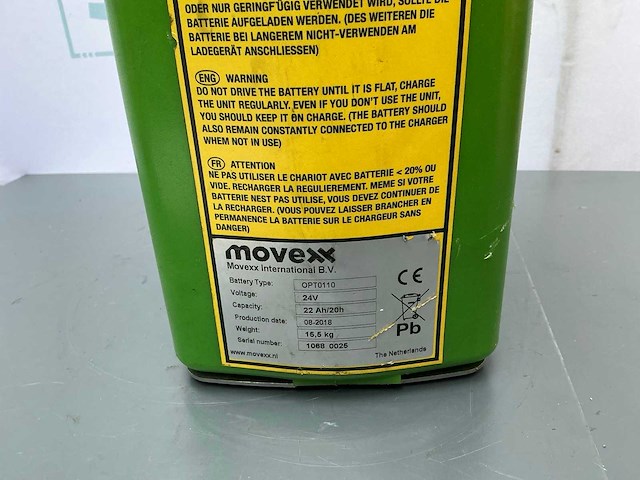 ODER NUR GERINGFÜGIG VERWENDET WIRD, SOLLTE DIE
BATTERIE AUFGELADEN WERDEN. (DES WEITEREN DIE
BATTERIE BEI LANGEREM NICHT-VERWENDEN AM
LADEGERÄT ANSCHLIESSEN)
ENG WARNING
DO NOT DRIVE THE BATTERY UNTIL IT IS FLAT, CHARGE
THE UNIT REGULARLY. EVEN IF YOU DON'T USE THE UNIT,
YOU SHOULD KEEP IT ON CHARGE. (THE BATTERY SHOULD
ALSO REMAIN CONSTANTLY CONNECTED TO THE CHARGER
WHEM NOT IN USE)
FR ATTENTION
NE PAS UTILISER LE CHARIOT AVEC BATTERIE < 20% OU
VIDE. RECHARGER LA REGULIEREMENT. MEME SI VOTRE
BATTERIE NEST PAS UTILISE, VOUS DEVEZ CONTINUER DE
LA RECHARGER. (VOUS POUVEZ LAISSER BRANCHER EN
PERMANENCE LA BATTERIE SUR LE CHARGEUR SANS
DANGER)
movexx
Movexx International B.V.
Battery Type: OPT0110
Voltage: 24V
Capacity: 22 Ah/20h
Production date: 08-2018
Weight: 15,5 kg
Serial number: 1068 0025
www.movexx.nl
CE
Pb
The Netherlands